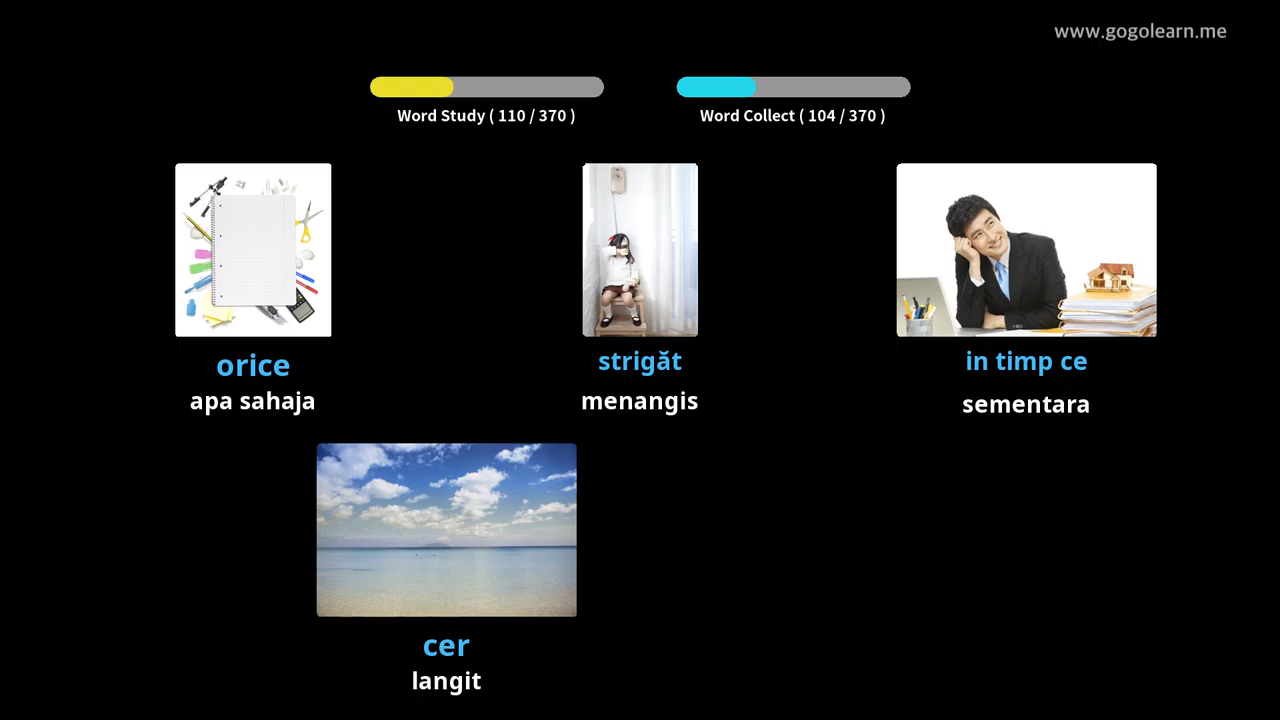 www.gogolearn.me
Word Study ( 110 / 370 )
Word Collect ( 104 / 370 )
orice
apa sahaja
strigăt
menangis
in timp ce
sementara
cer
langit